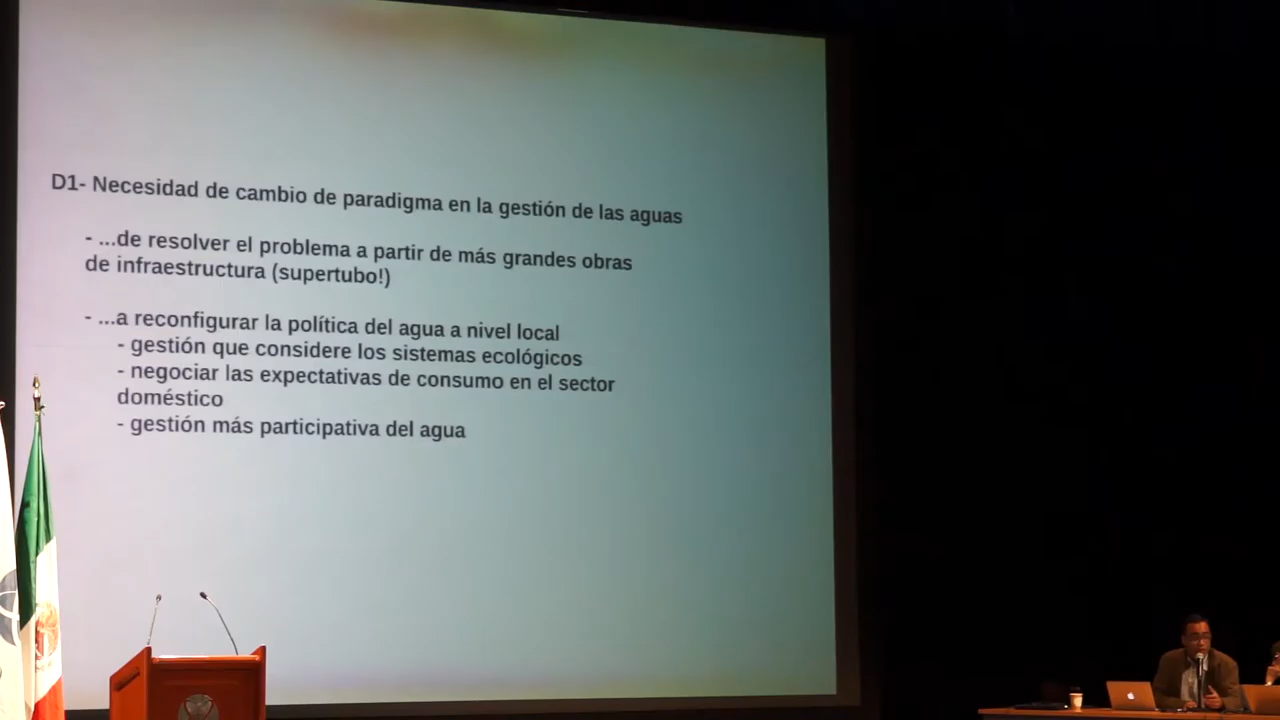 D1- Necesidad de cambio de paradigma en la gestión de las aguas
- ...de resolver el problema a partir de más grandes obras
de infraestructura (supertubo!)
- ...a reconfigurar la política del agua a nivel local
- gestión que considere los sistemas ecológicos
- negociar las expectativas de consumo en el sector
doméstico
- gestión más participativa del agua